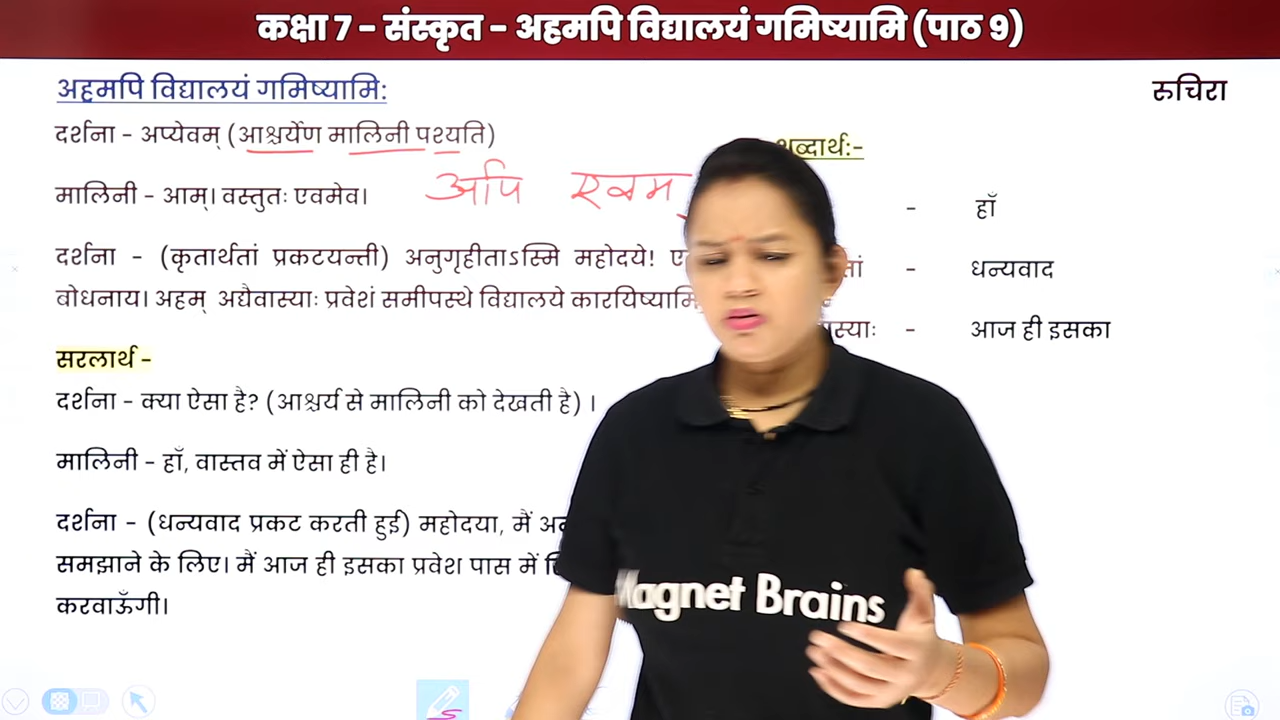 कक्षा 7 - संस्कृत - अहमपि विद्यालयं गमिष्यामि (पाठ 9)
अहमपि विद्यालयं गमिष्यामि:
रुचिरा
दर्शना - अप्येवम् (आश्चर्येण मालिनी पश्यति)
मालिनी - आम्। वस्तुतः एवमेव।
अपि एवम्
दर्शना - (कृतार्थतां प्रकटयन्ती) अनुगृहीताऽस्मि महोदये!
बोधनाय। अहम् अद्यैवास्याः प्रवेशं समीपस्थे विद्यालये कारयिष्यामि
सरलार्थ -
दर्शना - क्या ऐसा है? (आश्चर्य से मालिनी को देखती है) ।
मालिनी - हाँ, वास्तव में ऐसा ही है।
दर्शना - (धन्यवाद प्रकट करती हुई) महोदया, मैं
समझाने के लिए। मैं आज ही इसका प्रवेश पास में
करवाऊँगी।
शब्दार्थ:-
- हाँ
- धन्यवाद
- आज ही इसका
Magnet Brains